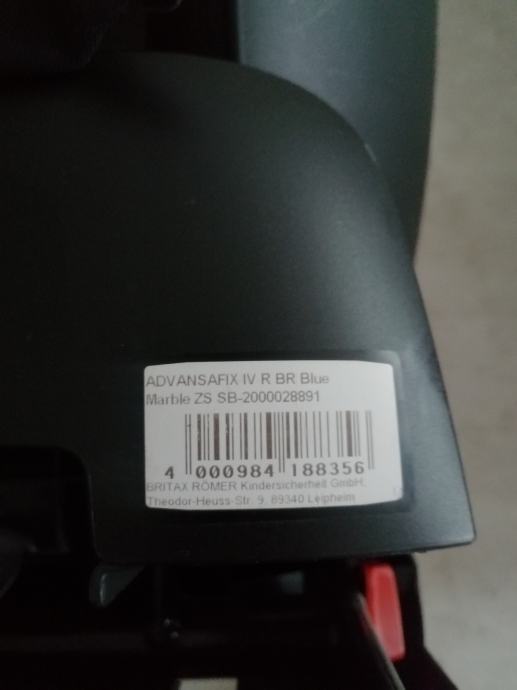 ADVANSAFIX IV R BR Blue
Marble ZS SB-2000028891
4 000984 188356
BRITAX RÖMER Kindersicherheit GmbH,
Theodor-Heuss-Str. 9, 89340 Leipheim